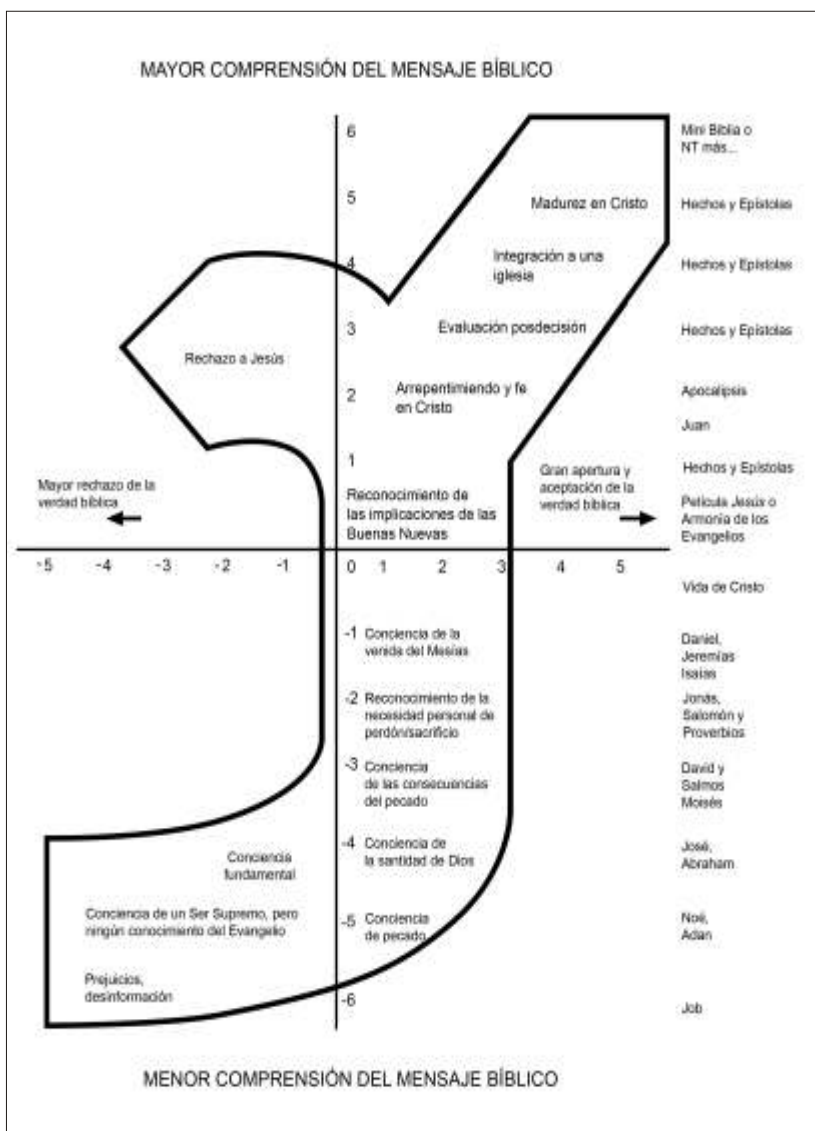 MAYOR COMPRENSIÓN DEL MENSAJE BÍBLICO
6
Mini Biblia o
NT más...
5
Madurez en Cristo
Hechos y Epístolas
4
Integración a una
iglesia
Hechos y Epístolas
3
Evaluación posdecisión
Hechos y Epístolas
Rechazo a Jesús
2
Arrepentimiendo y fe
en Cristo
Apocalipsis
Juan
1
Mayor rechazo de la
verdad bíblica
Reconocimiento de
las implicaciones de las
Buenas Nuevas
Gran apertura y
aceptación de la
verdad bíblica
Hechos y Epístolas
Película Jesús o
Armonía de los
Evangelios
-5 -4 -3 -2 -1 0 1 2 3 4 5
Vida de Cristo
-1
Conciencia de la
venida del Mesías
Daniel,
Jeremías
Isaías
-2
Reconocimiento de la
necesidad personal de
perdón/sacrificio
Jonás,
Salomón y
Proverbios
-3
Conciencia
de las consecuencias
del pecado
David y
Salmos
Moisés
-4
Conciencia de
la santidad de Dios
José,
Abraham
Conciencia
fundamental
Conciencia de un Ser Supremo, pero
ningún conocimiento del Evangelio
-5
Conciencia
de pecado
Noé,
Adan
Prejuicios,
desinformación
-6
Job
MENOR COMPRENSIÓN DEL MENSAJE BÍBLICO